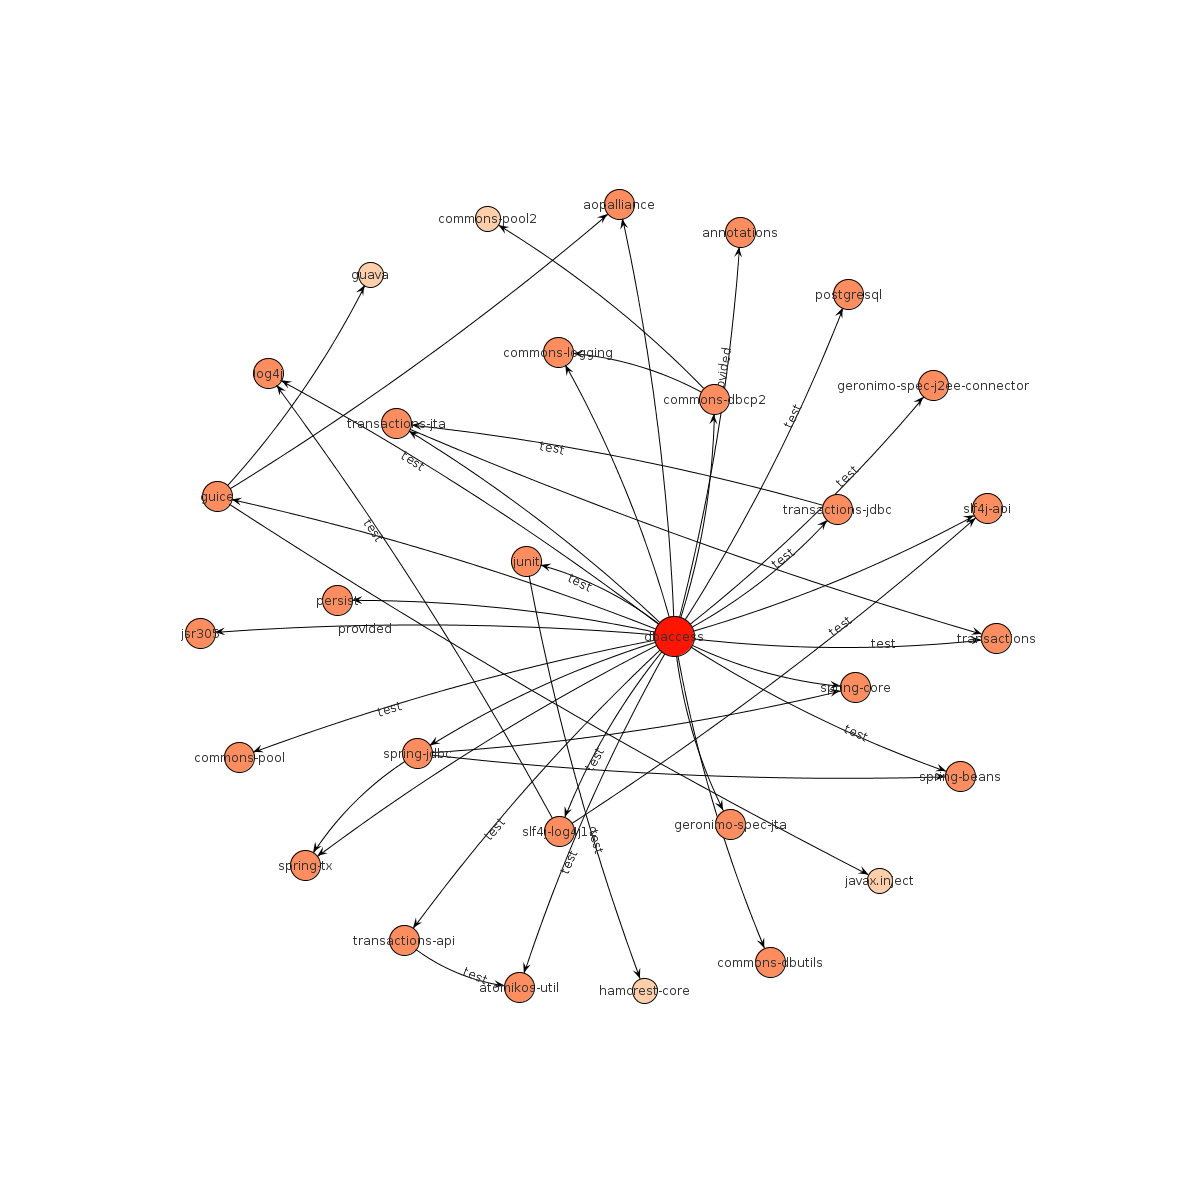 aopalliance
commons-pool2
annotations
guava
postgresql
commons-logging
log4j
geronimo-spec-j2ee-connector
commons-dbcp2
test
transactions-jta
test
test
test
guice
transactions-jdbc
slf4j-api
test
test
junit
test
persist
test
provided
jsr305
dbaccess
transactions
test
spring-core
test
test
spring-jdbc
commons-pool
test
spring-beans
geronimo-spec-jta
test
test
test
spring-tx
javax.inject
transactions-api
commons-dbutils
test
atomikos-util
hamcrest-core